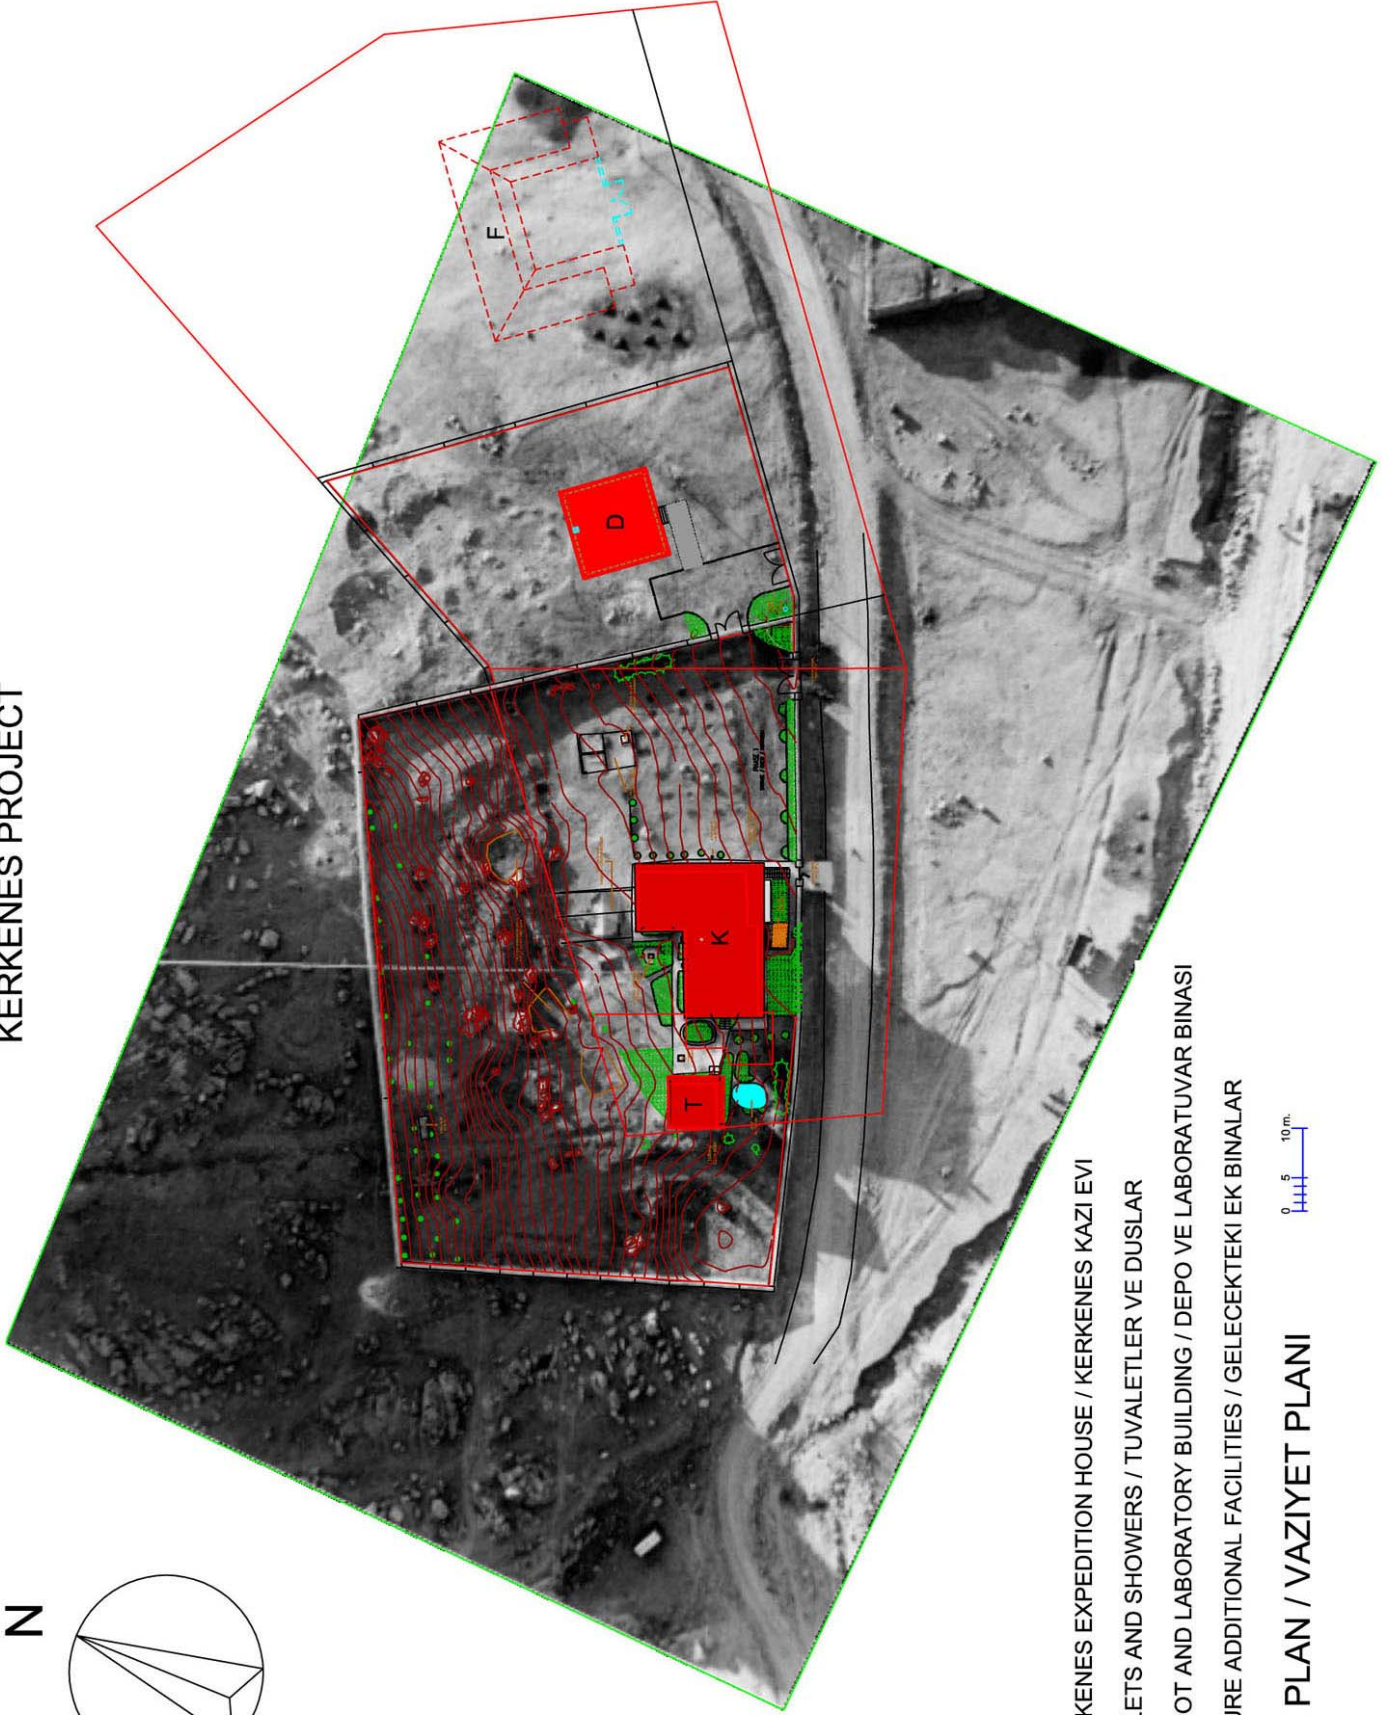 KERKENES PROJECT
N
F
D
K
T
KENES EXPEDITION HOUSE / KERKENES KAZI EVI
LETS AND SHOWERS / TUVALETLER VE DUSLAR
OT AND LABORATORY BUILDING / DEPO VE LABORATUVAR BINASI
URE ADDITIONAL FACILITIES / GELECEKTEKI EK BINALAR
PLAN / VAZIYET PLANI
0 5 10 m.